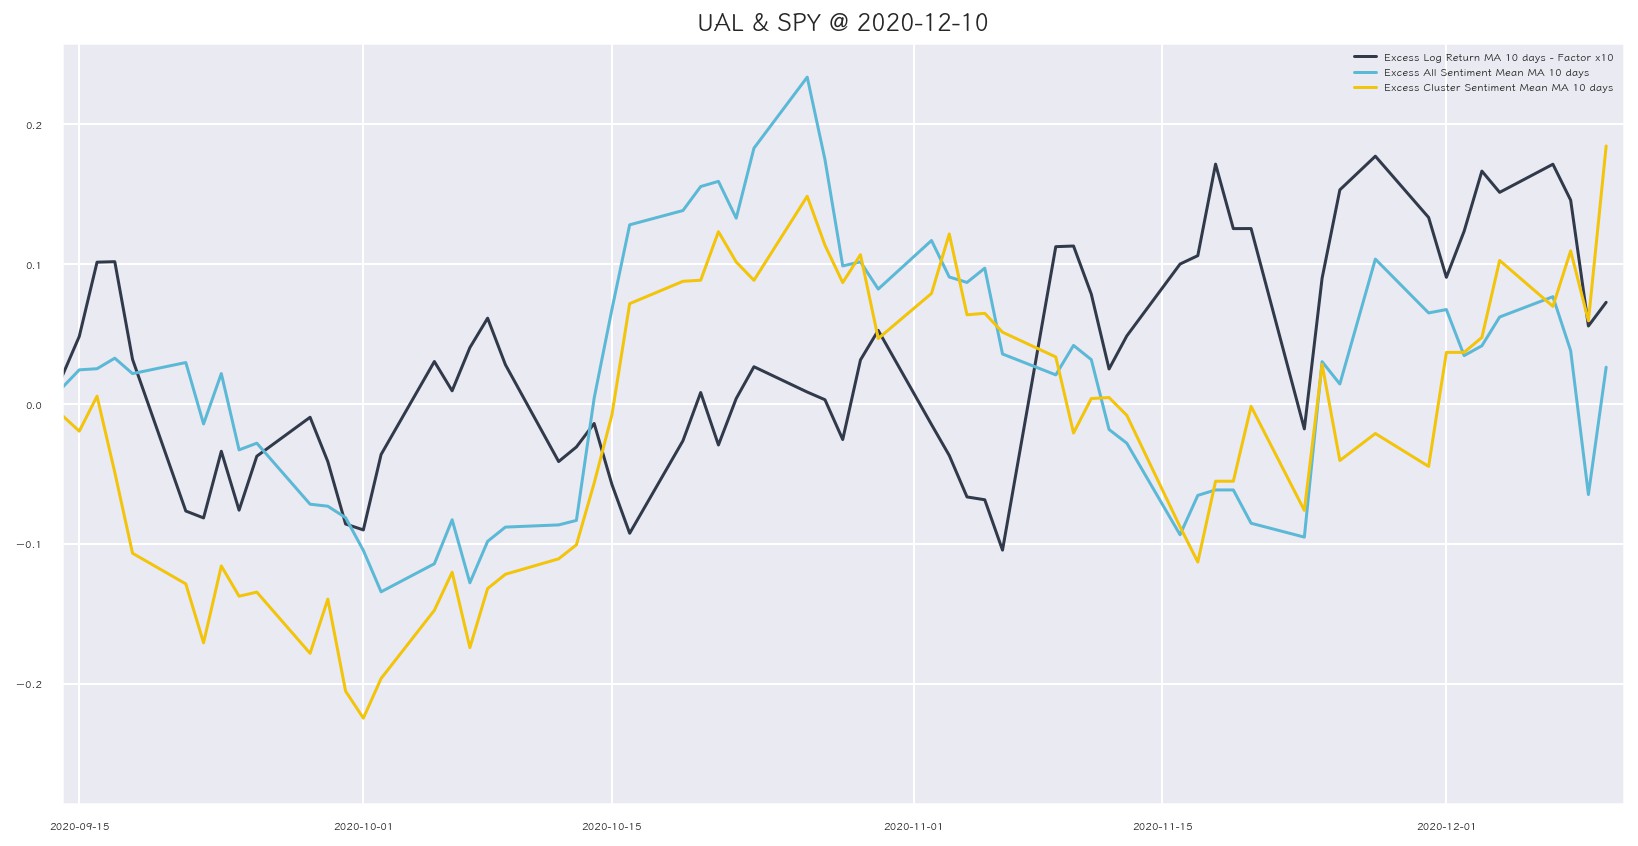 UAL & SPY @ 2020-12-10
Excess Log Return MA 10 days - Factor x10
Excess All Sentiment Mean MA 10 days
Excess Cluster Sentiment Mean MA 10 days
0.2
0.1
0.0
−0.1
−0.2
2020-09-15 2020-10-01 2020-10-15 2020-11-01 2020-11-15 2020-12-01